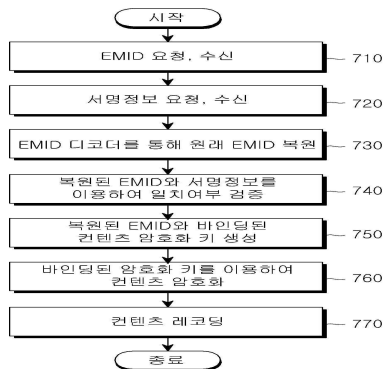 시작
EMID 요청, 수신
710
서명정보 요청, 수신
720
EMID 디코더를 통해 원래 EMID 복원
730
복원된 EMID와 서명정보를
이용하여 일치여부 검증
740
복원된 EMID와 바인딩된
컨텐츠 암호화 키 생성
750
바인딩된 암호화 키를 이용하여
컨텐츠 암호화
760
컨텐츠 레코딩
770
종료